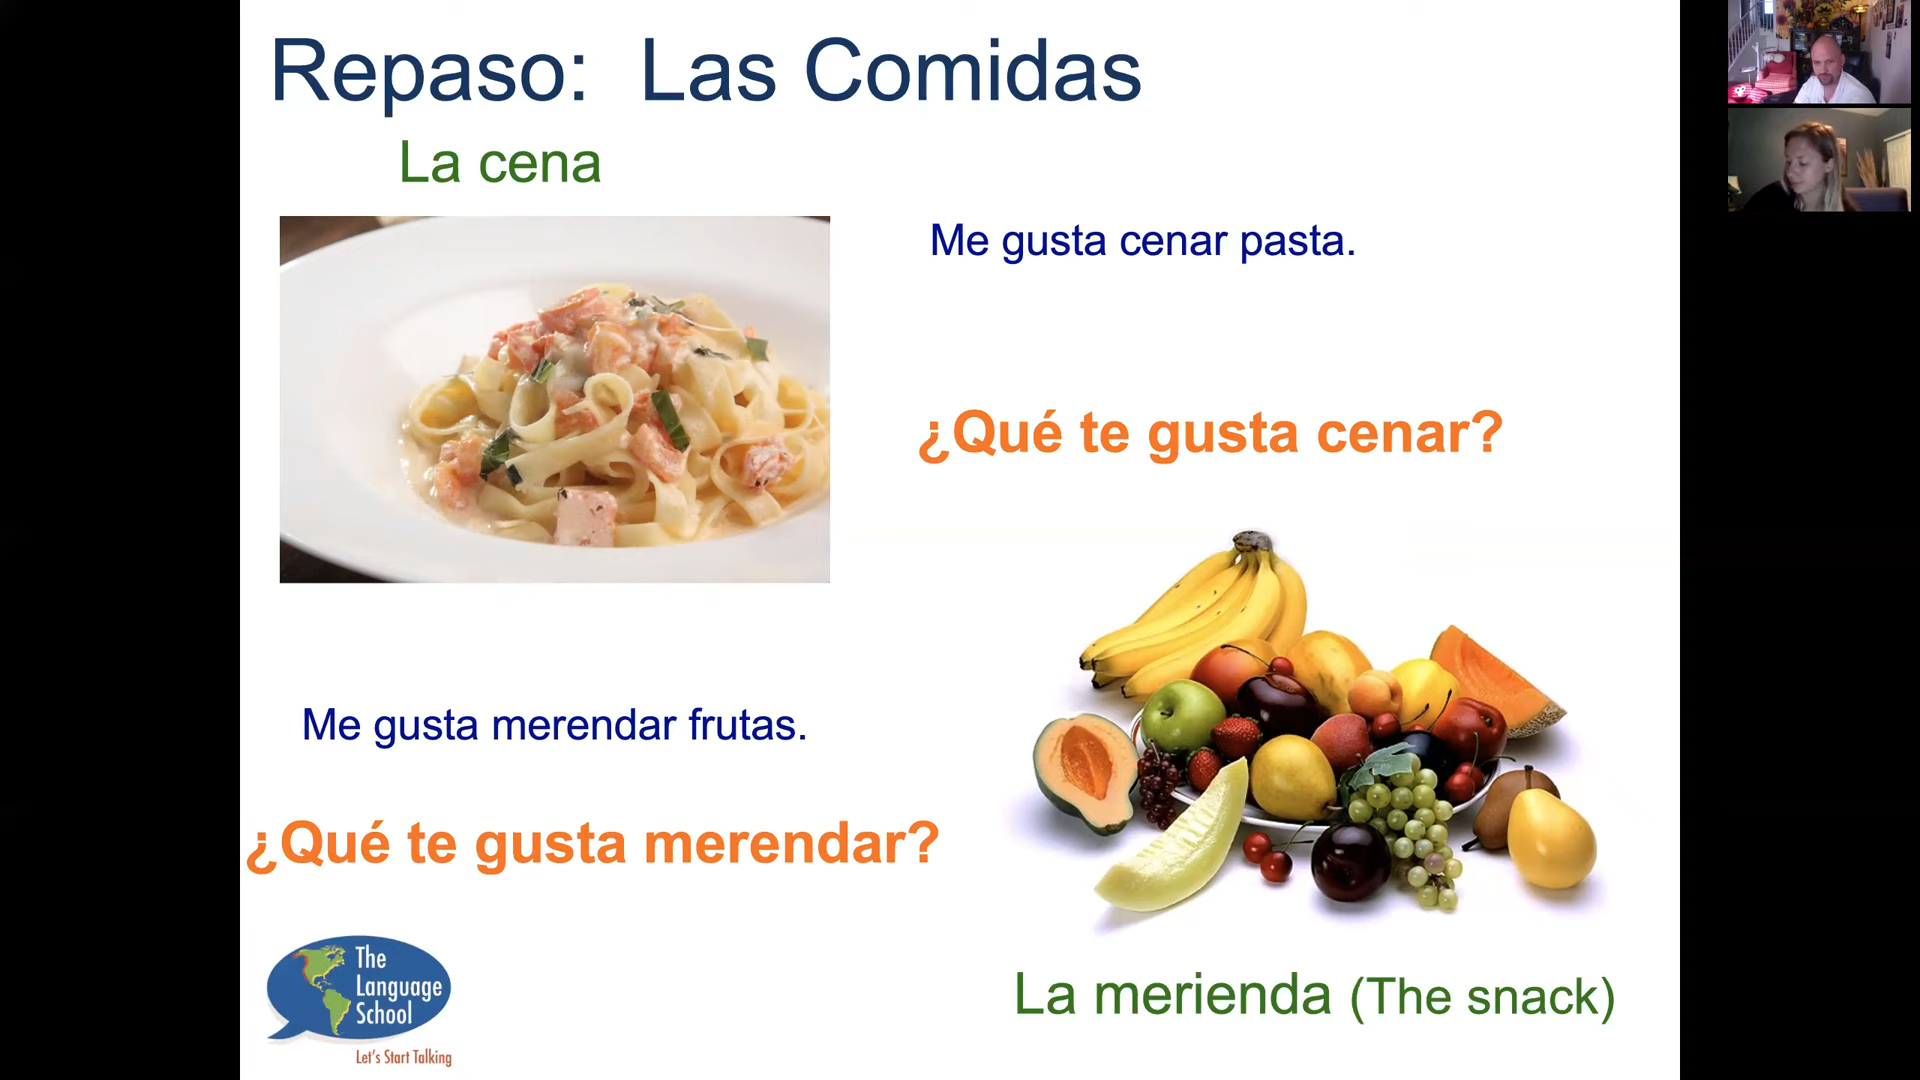 Repaso: Las Comidas
La cena
Me gusta cenar pasta.
¿Qué te gusta cenar?
Me gusta merendar frutas.
¿Qué te gusta merendar?
La merienda (The snack)
The
Language
School
Let's Start Talking